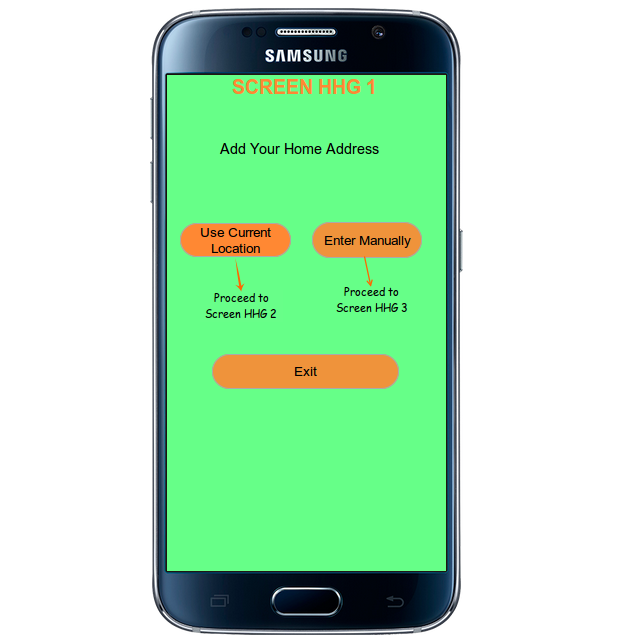 SAMSUNG
SCREEN HHG 1
Add Your Home Address
Use Current
Location
Enter Manually
Proceed to
Screen HHG 2
Proceed to
Screen HHG 3
Exit